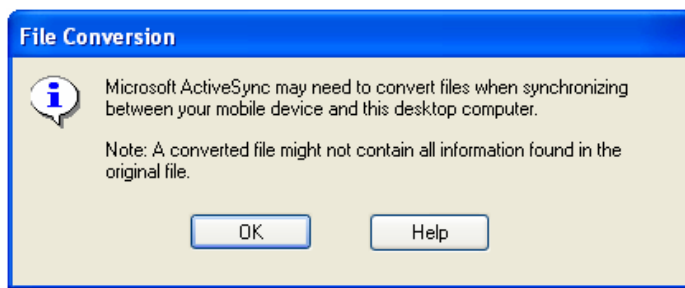 File Conversion
Microsoft ActiveSync may need to convert files when synchronizing
between your mobile device and this desktop computer.
Note: A converted file might not contain all information found in the
original file.
OK
Help